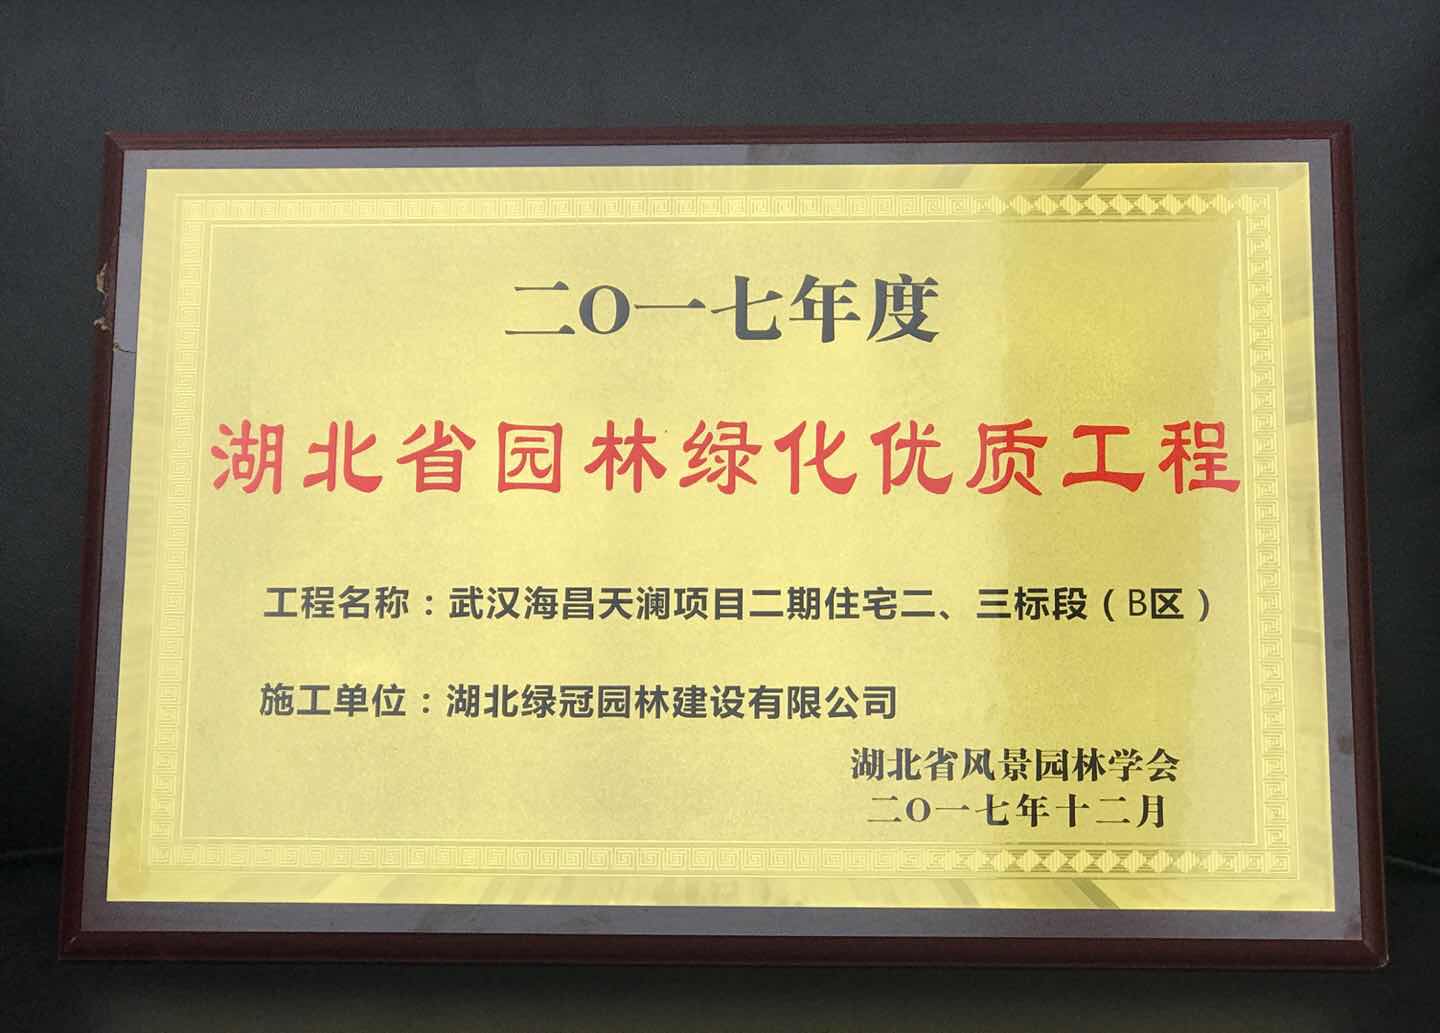 二O一七年度
湖北省园林绿化优质工程
工程名称：武汉海昌天澜项目二期住宅二、三标段（B区）
施工单位：湖北绿冠园林建设有限公司
湖北省风景园林学会
二O一七年十二月